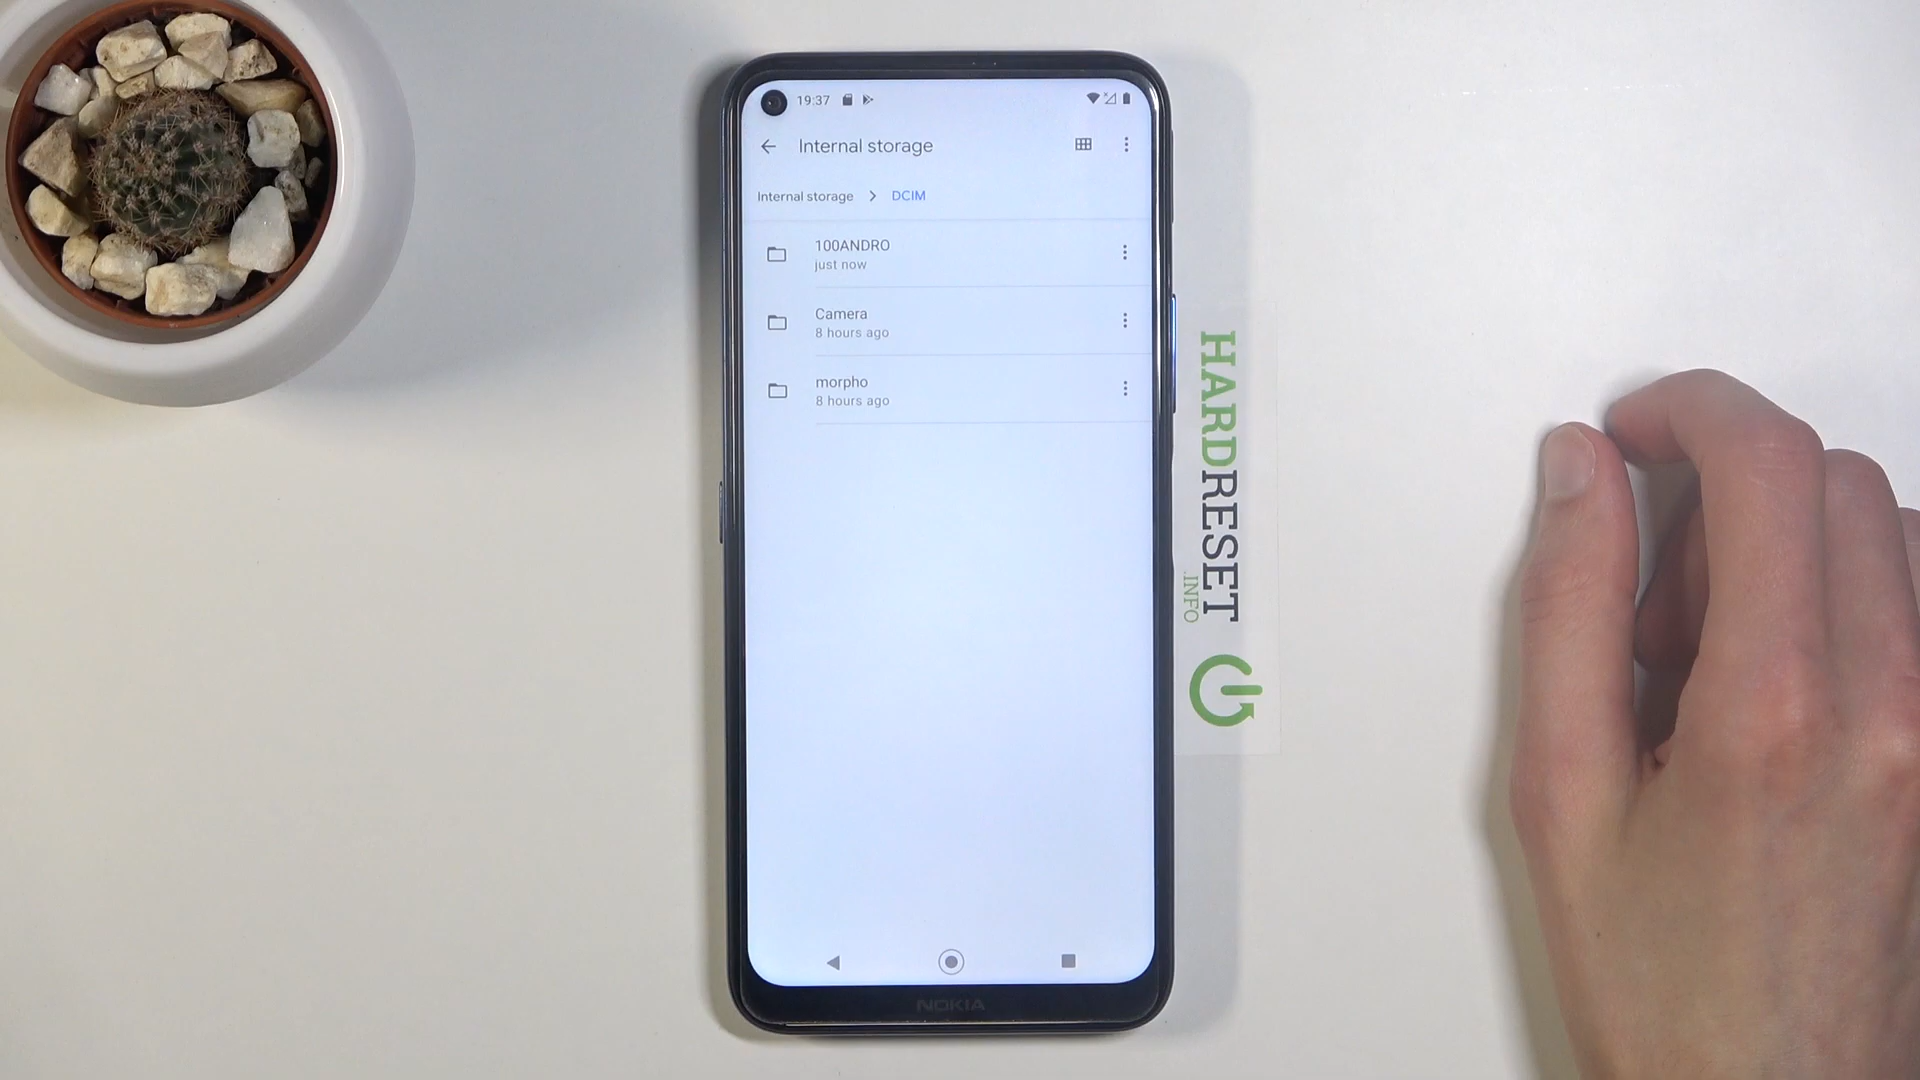 19:37
Internal storage
Internal storage > DCIM
100ANDRO
just now
Camera
8 hours ago
morpho
8 hours ago
NOKIA
HARDRESET
.INFO